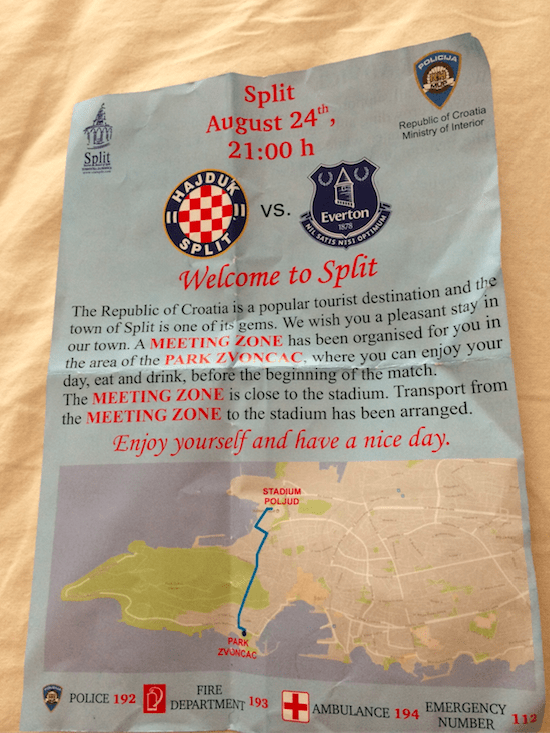 Split
August 24th,
21:00 h
Split
POLICIJA
Republic of Croatia
Ministry of Interior
HAJDUK
SPLIT
vs.
Everton
1878
NIL SATIS NISI OPTIMUM
Welcome to Split
The Republic of Croatia is a popular tourist destination and the
town of Split is one of its gems. We wish you a pleasant stay in
our town. A MEETING ZONE has been organised for you in
the area of the PARK ZVONCAC, where you can enjoy your
day, eat and drink, before the beginning of the match.
The MEETING ZONE is close to the stadium. Transport from
the MEETING ZONE to the stadium has been arranged.
Enjoy yourself and have a nice day.
STADIUM
POLJUD
PARK
ZVONCAC
POLICE 192
FIRE
DEPARTMENT 193
AMBULANCE 194
EMERGENCY
NUMBER 112